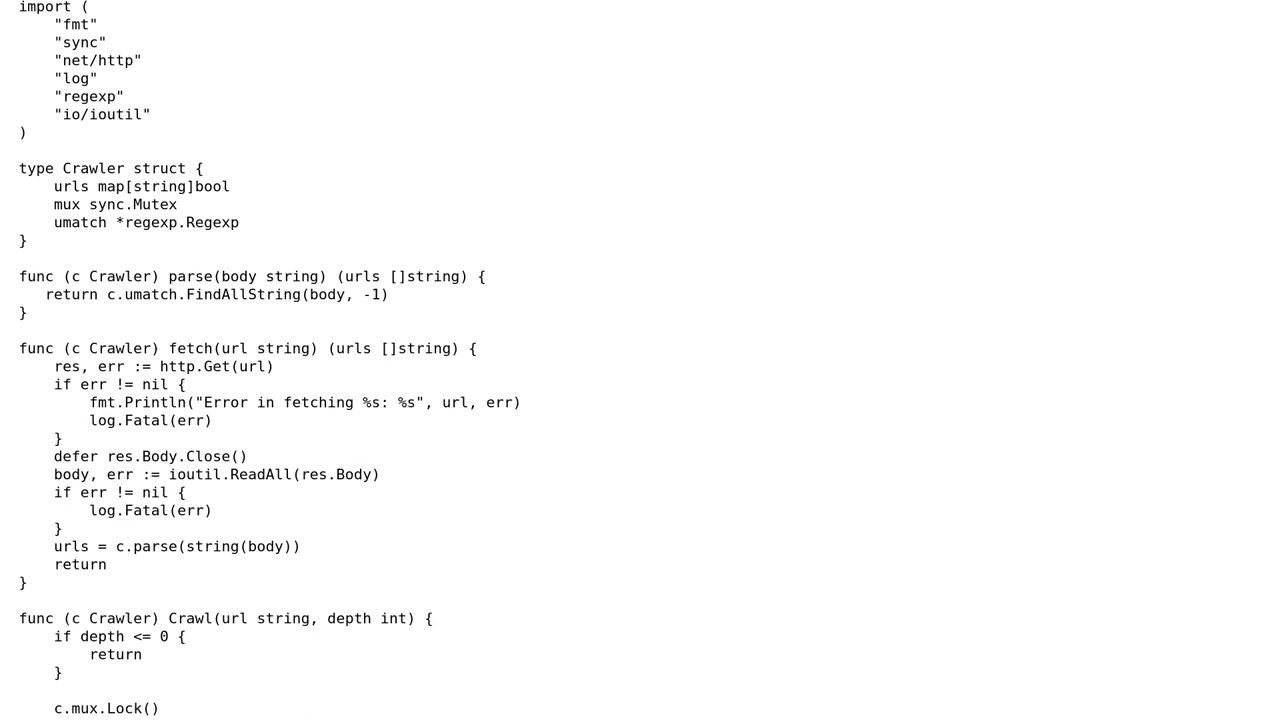 import (
    "fmt"
    "sync"
    "net/http"
    "log"
    "regexp"
    "io/ioutil"
)

type Crawler struct {
    urls map[string]bool
    mux sync.Mutex
    umatch *regexp.Regexp
}

func (c Crawler) parse(body string) (urls []string) {
   return c.umatch.FindAllString(body, -1)
}

func (c Crawler) fetch(url string) (urls []string) {
    res, err := http.Get(url)
    if err != nil {
        fmt.Println("Error in fetching %s: %s", url, err)
        log.Fatal(err)
    }
    defer res.Body.Close()
    body, err := ioutil.ReadAll(res.Body)
    if err != nil {
        log.Fatal(err)
    }
    urls = c.parse(string(body))
    return
}

func (c Crawler) Crawl(url string, depth int) {
    if depth <= 0 {
        return
    }

    c.mux.Lock()